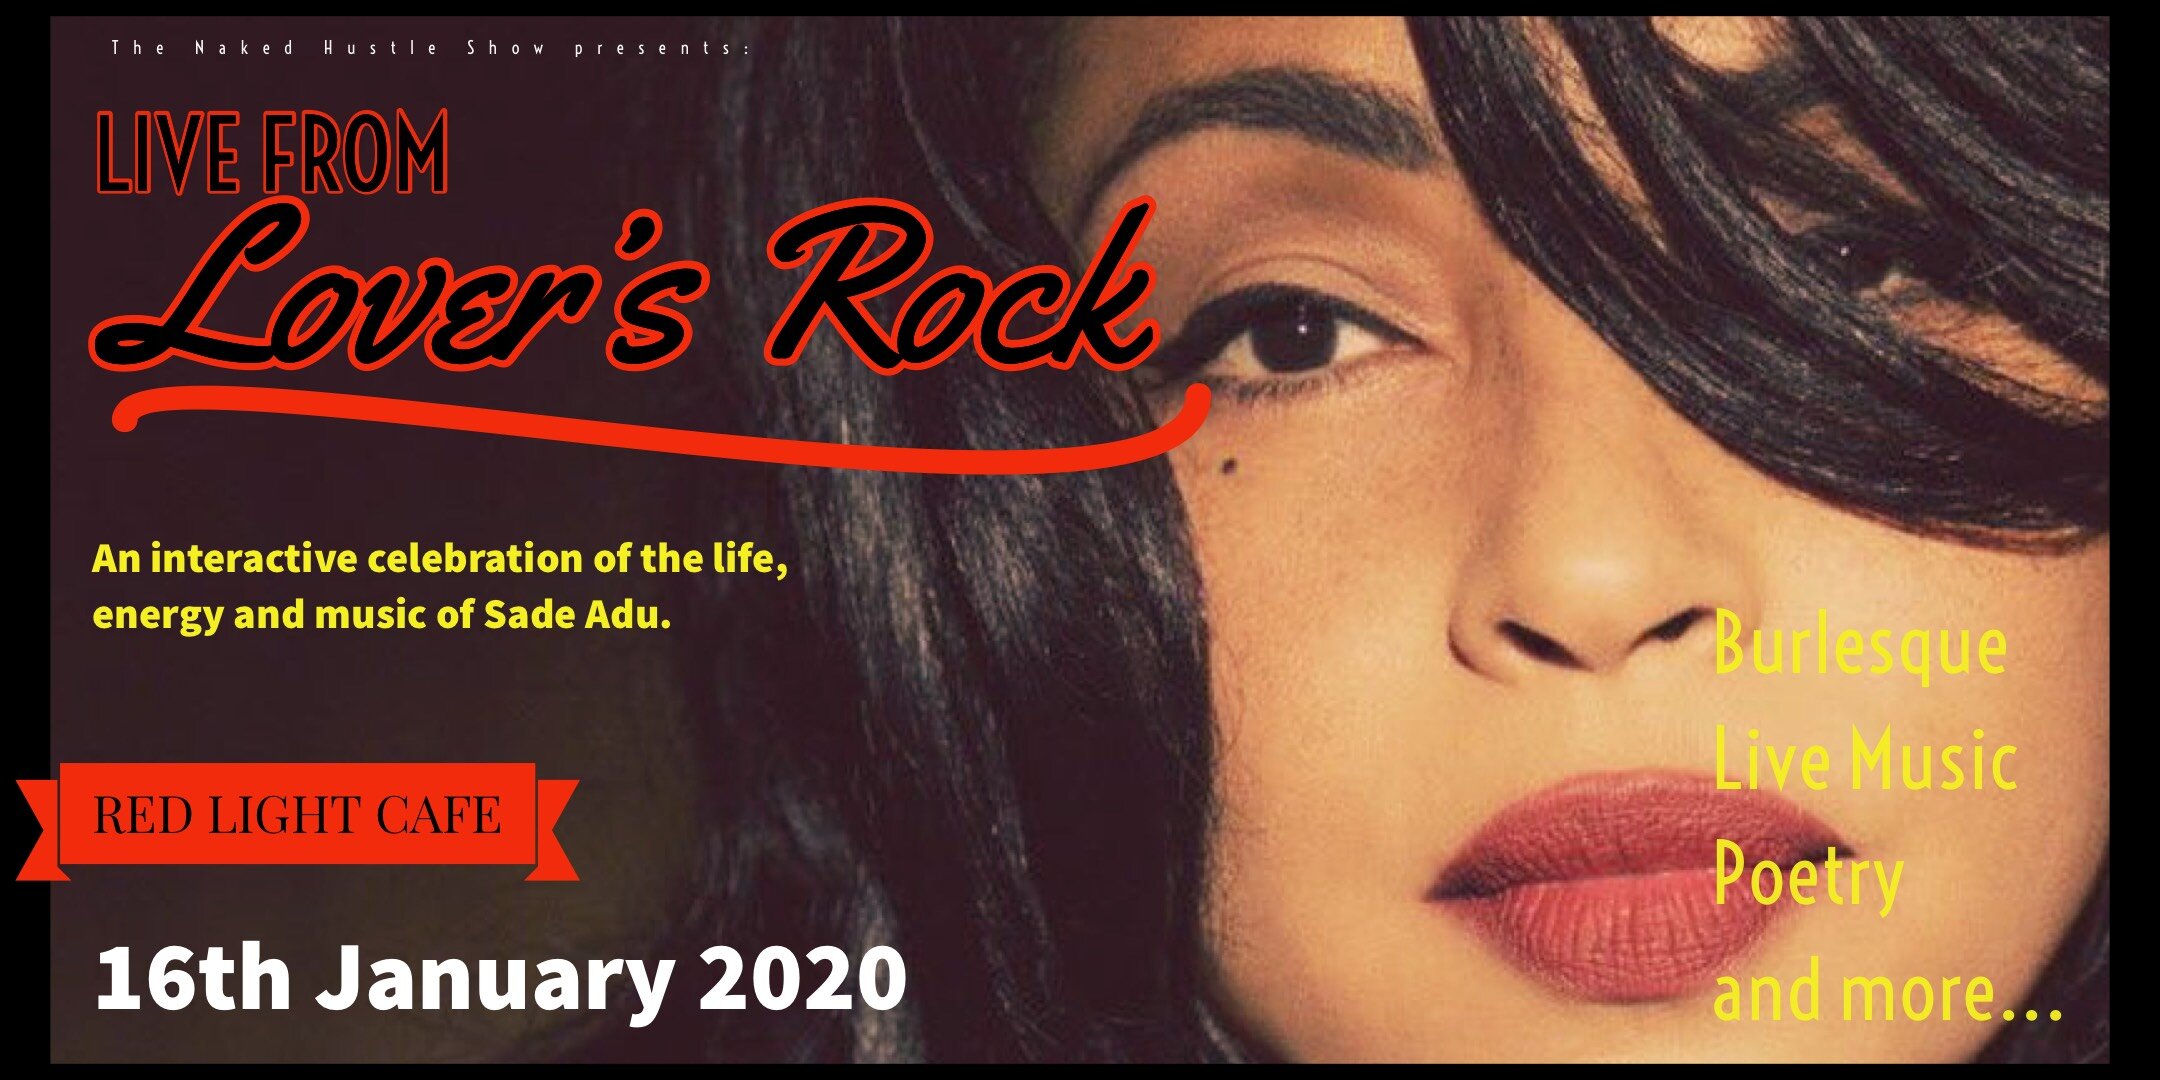 The Naked Hustle Show presents:
LIVE FROM
Lover's Rock
An interactive celebration of the life,
energy and music of Sade Adu.
RED LIGHT CAFE
16th January 2020
Burlesque
Live Music
Poetry
and more...